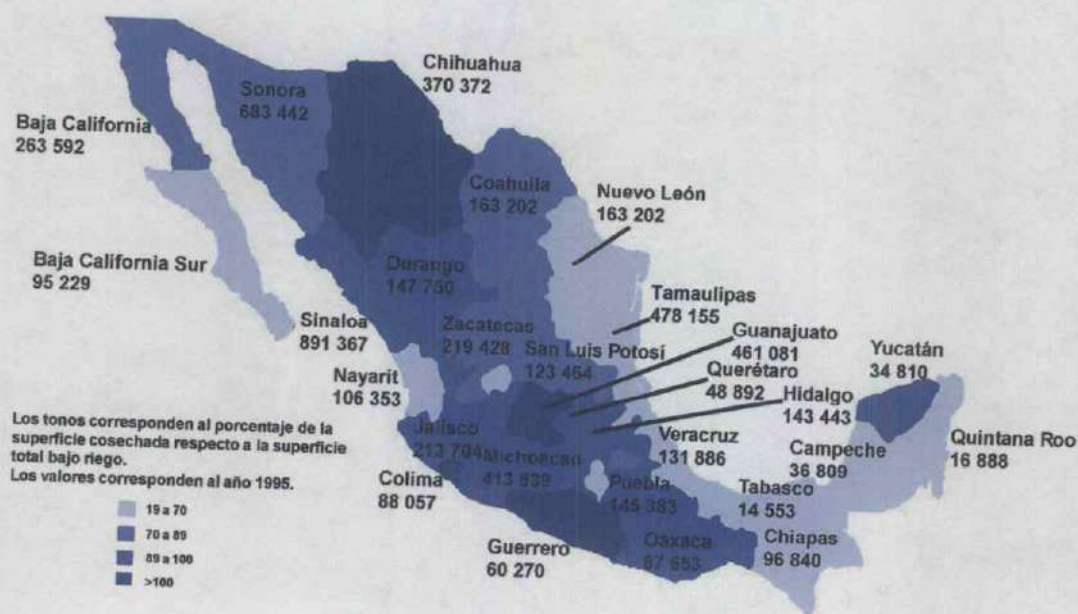 Chihuahua
370 372
Sonora
683 442
Baja California
263 592
Coahuila
163 202
Nuevo León
163 202
Baja California Sur
95 229
Durango
147 750
Tamaulipas
478 155
Sinaloa
891 367
Zacatecas
219 428
San Luis Potosí
123 464
Guanajuato
461 081
Yucatán
34 810
Querétaro
48 892
Nayarit
106 353
Hidalgo
143 443
Los tonos corresponden al porcentaje de la
superficie cosechada respecto a la superficie
total bajo riego.
Los valores corresponden al año 1995.
Jalisco
213 704
Michoacán
413 839
Veracruz
131 886
Campeche
36 809
Quintana Roo
16 888
Colima
88 057
Puebla
145 383
Tabasco
14 553
19 a 70
70 a 89
89 a 100
>100
Guerrero
60 270
Oaxaca
Chiapas
96 840